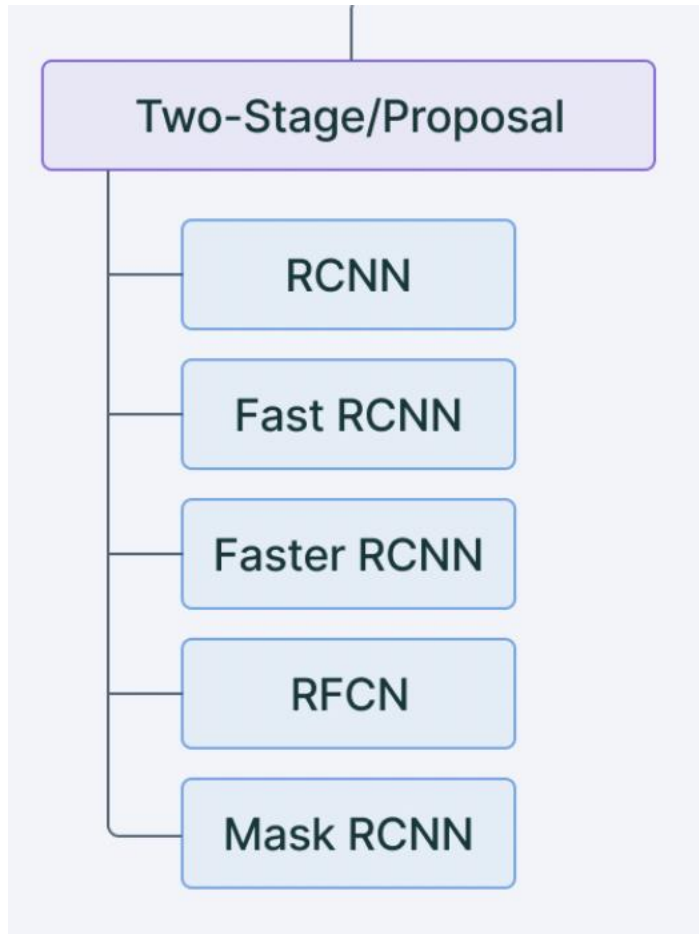 Two-Stage/Proposal
RCNN
Fast RCNN
Faster RCNN
RFCN
Mask RCNN